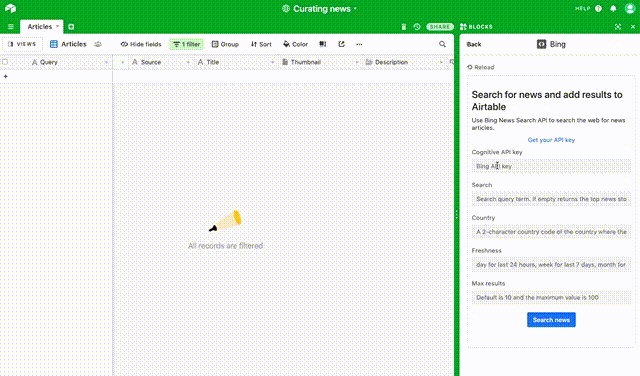 Curating news
HELP
Articles
SHARE
BLOCKS
VIEWS
Articles
Hide fields
1 filter
Group
Sort
Color
Back
Bing
Query
Source
Title
Thumbnail
Description
Reload
Search for news and add results to
Airtable
Use Bing News Search API to search the web for news
articles.
Get your API key
Cognitive API key
Bing API key
Search
Search query term. If empty returns the top news sto
Country
A 2-character country code of the country where the
Freshness
day for last 24 hours, week for last 7 days, month for
Max results
Default is 10 and the maximum value is 100
Search news
All records are filtered